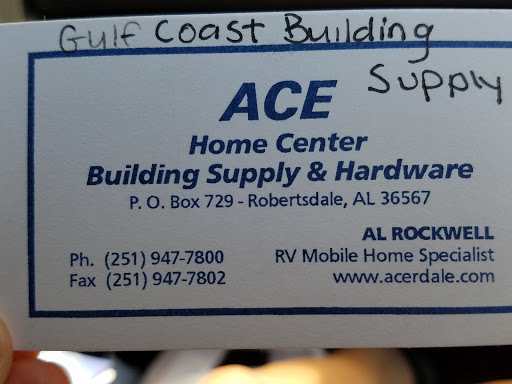 Gulf Coast Building
Supply
ACE
Home Center
Building Supply & Hardware
P. O. Box 729 - Robertsdale, AL 36567
AL ROCKWELL
Ph. (251) 947-7800 RV Mobile Home Specialist
Fax (251) 947-7802 www.acerdale.com